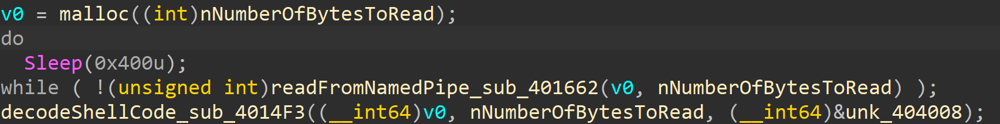 v0 = malloc((int)nNumberOfBytesToRead);
do
Sleep(0x400u);
while ( !(unsigned int)readFromNamedPipe_sub_401662(v0, nNumberOfBytesToRead) );
decodeShellCode_sub_4014F3((__int64)v0, nNumberOfBytesToRead, (__int64)&unk_404008);